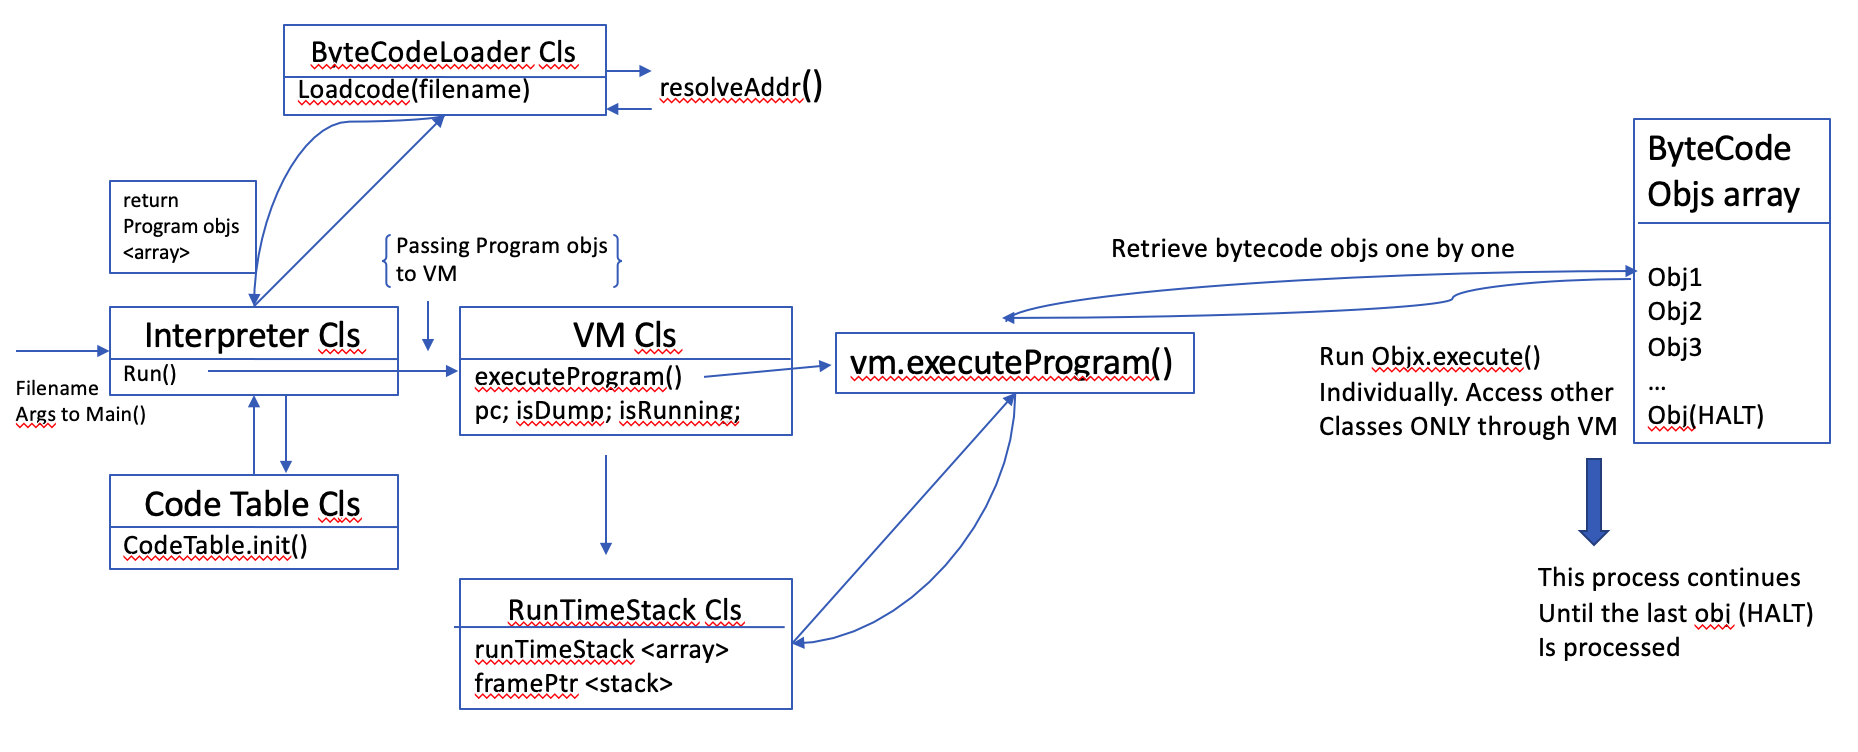 ByteCodeLoader Cls
Loadcode(filename)
resolveAddr()
return
Program objs
<array>
Passing Program objs
to VM
Interpreter Cls
Run()
Filename
Args to Main()
Code Table Cls
CodeTable.init()
VM Cls
executeProgram()
pc; isDump; isRunning;
vm.executeProgram()
RunTimeStack Cls
runTimeStack <array>
framePtr <stack>
Retrieve bytecode objs one by one
ByteCode
Objs array
Obj1
Obj2
Obj3
...
Obj(HALT)
Run Objx.execute()
Individually. Access other
Classes ONLY through VM
This process continues
Until the last obj (HALT)
Is processed